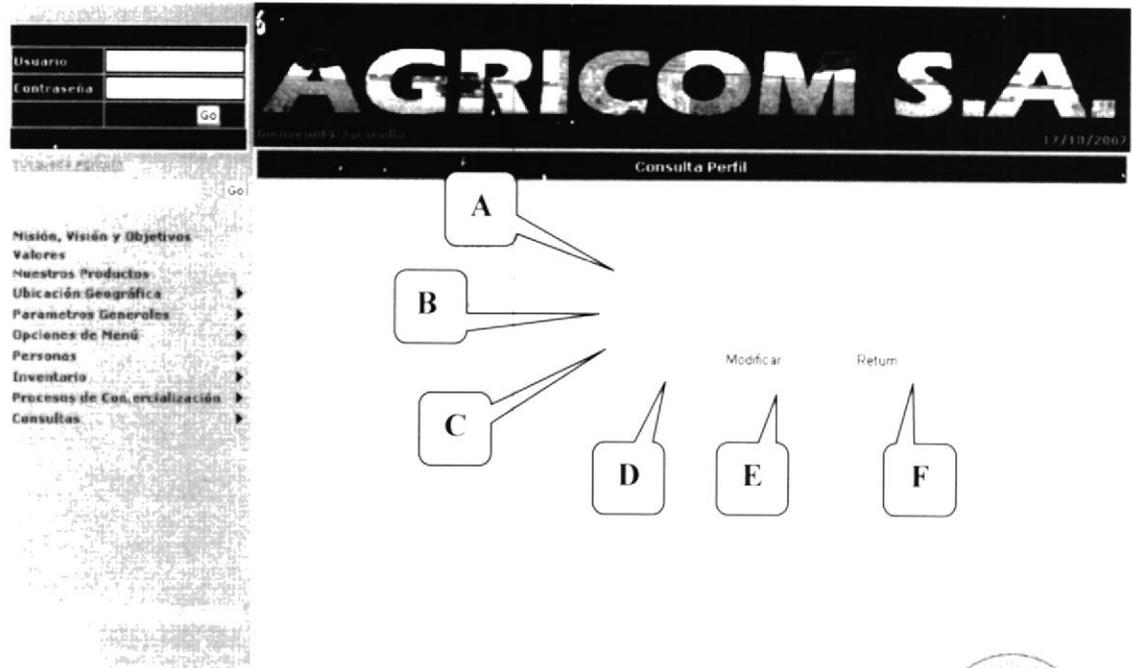 Usuario
Contraseña
Go
AGRICOM S.A.
17/10/2007
Consulta Perfil
Go
Misión, Visión y Objetivos
Valores
Nuestros Productos
Ubicación Geográfica
Parametros Generales
Opciones de Menú
Personas
Inventario
Procesos de Comercialización
Consultas
A
B
C
Modificar
Return
D
E
F